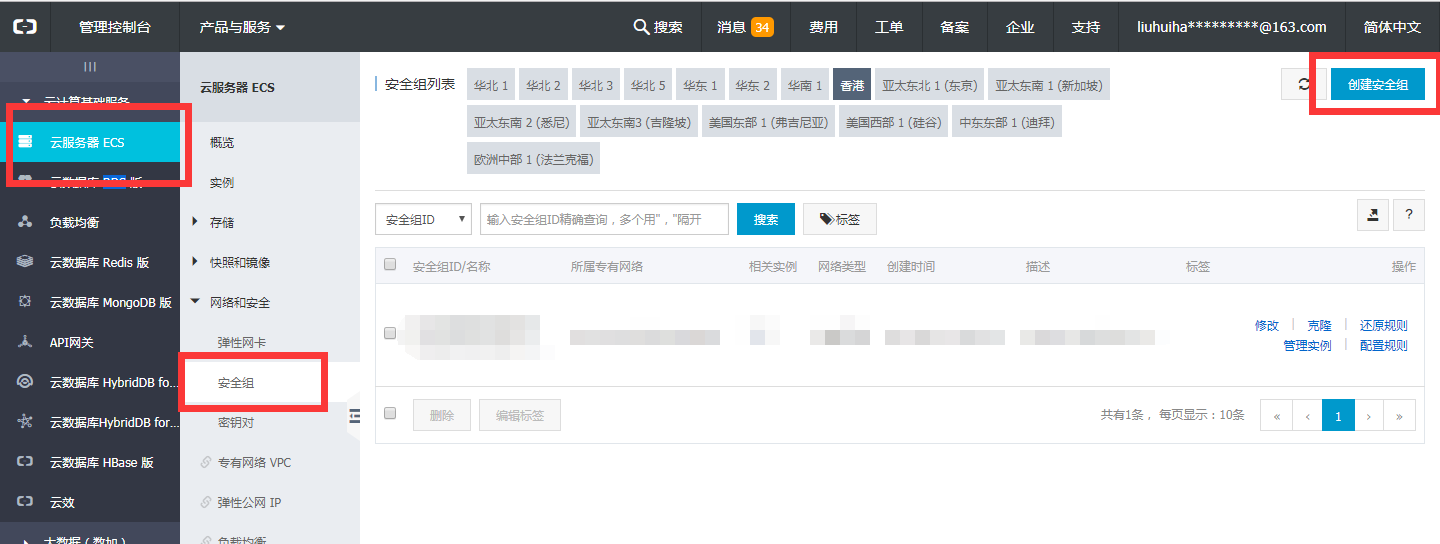 管理控制台 产品与服务 搜索 消息 34 费用 工单 备案 企业 支持 liuhuiha*********@163.com 简体中文
云计算基础服务
云服务器 ECS
负载均衡
云数据库 Redis 版
云数据库 MongoDB 版
API网关
云数据库 HybridDB fo...
云数据库HybridDB for...
云数据库 HBase 版
云效
大数据（数加）
云服务器 ECS
概览
实例
存储
快照和镜像
网络和安全
弹性网卡
安全组
密钥对
专有网络 VPC
弹性公网 IP
负载均衡
安全组列表 华北 1 华北 2 华北 3 华北 5 华东 1 华东 2 华南 1 香港 亚太东北 1 (东京) 亚太东南 1 (新加坡) 创建安全组
亚太东南 2 (悉尼) 亚太东南3 (吉隆坡) 美国东部 1 (弗吉尼亚) 美国西部 1 (硅谷) 中东东部 1 (迪拜)
欧洲中部 1 (法兰克福)
安全组ID 输入安全组ID精确查询，多个用","隔开 搜索 标签 ?
安全组ID/名称 所属专有网络 相关实例 网络类型 创建时间 描述 标签 操作
修改 克隆 还原规则
管理实例 配置规则
删除 编辑标签 共有1条， 每页显示：10条 « ‹ 1 › »